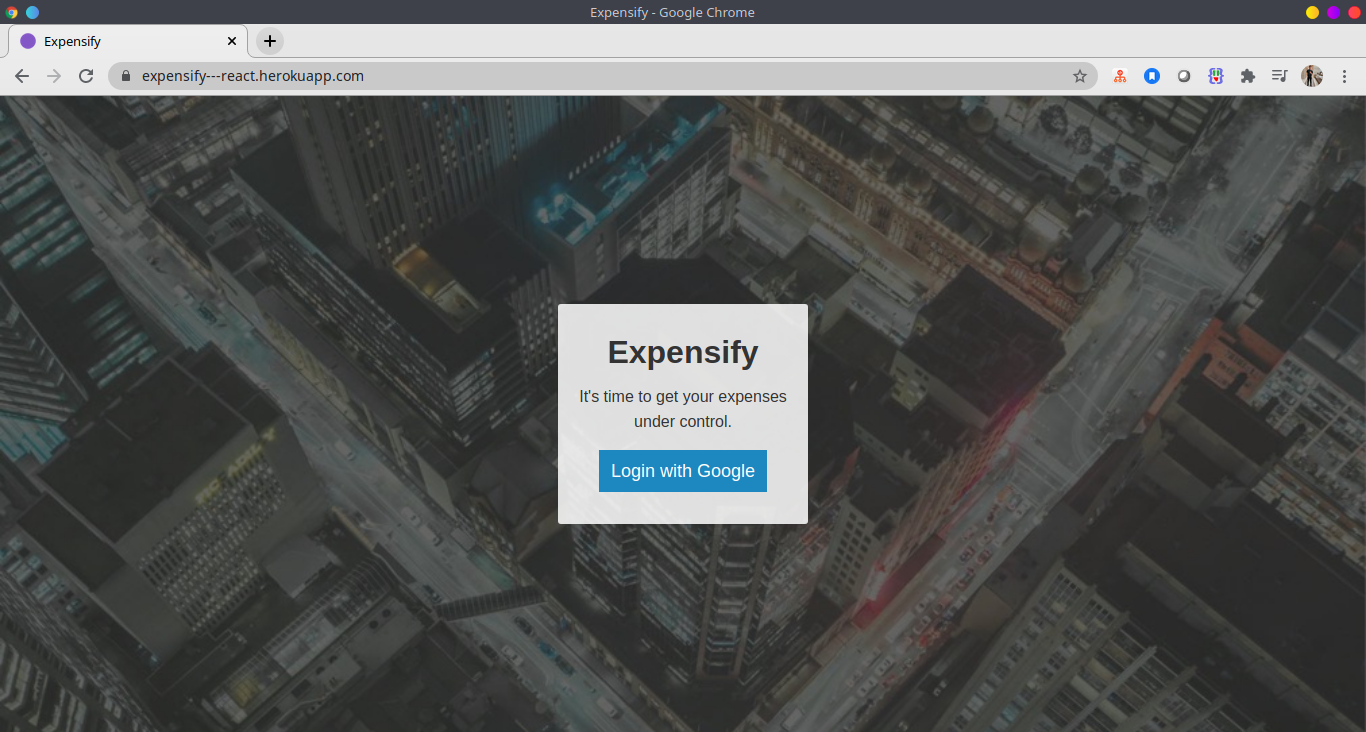 Expensify - Google Chrome
Expensify
expensify---react.herokuapp.com
Expensify
It's time to get your expenses
under control.
Login with Google